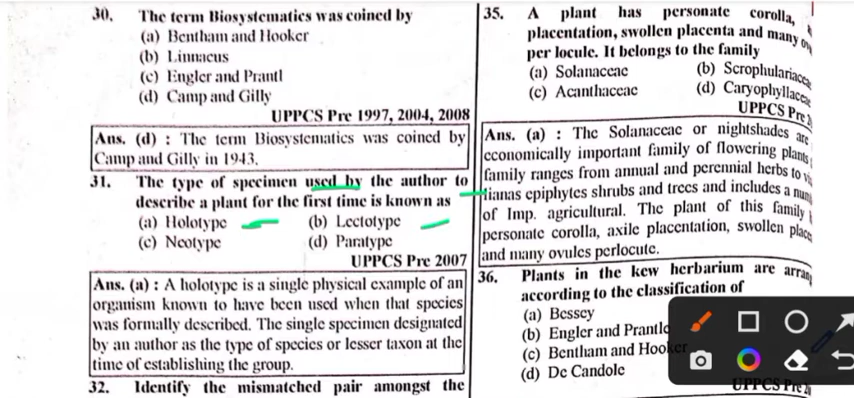 30. The term Biosystematics was coined by
(a) Bentham and Hooker
(b) Linnaeus
(c) Engler and Prantl
(d) Camp and Gilly
UPPCS Pre 1997, 2004, 2008
Ans. (d) : The term Biosystematics was coined by
Camp and Gilly in 1943.
31. The type of specimen used by the author to
describe a plant for the first time is known as
(a) Holotype (b) Lectotype
(c) Neotype (d) Paratype
UPPCS Pre 2007
Ans. (a) : A holotype is a single physical example of an
organism known to have been used when that species
was formally described. The single specimen designated
by an author as the type of species or lesser taxon at the
time of establishing the group.
32. Identify the mismatched pair amongst the
35. A plant has personate corolla,
placentation, swollen placenta and many
per locule. It belongs to the family
(a) Solanaceae (b) Scrophulariaceae
(c) Acanthaceae (d) Caryophyllaceae
UPPCS Pre
Ans. (a) : The Solanaceae or nightshades are
economically important family of flowering plants
family ranges from annual and perennial herbs to
lianas epiphytes shrubs and trees and includes a
of Imp. agricultural. The plant of this family
personate corolla, axile placentation, swollen
and many ovules perlocute.
36. Plants in the kew herbarium are
according to the classification of
(a) Bessey
(b) Engler and Prantle
(c) Bentham and Hooker
(d) De Candole
UPPCS Pre